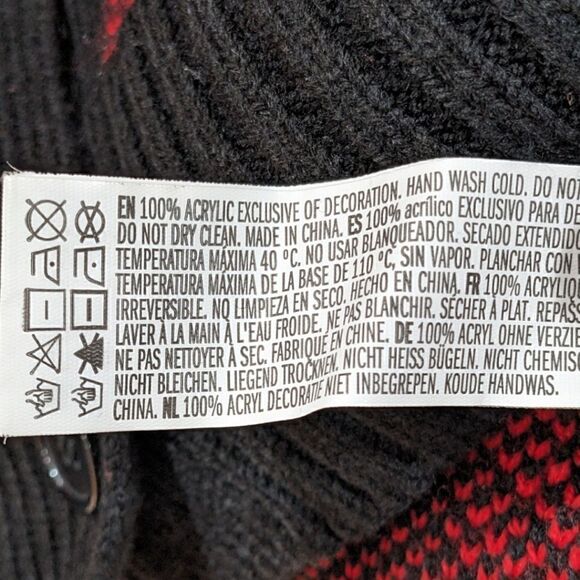 EN 100% ACRYLIC EXCLUSIVE OF DECORATION. HAND WASH COLD. DO NO
DO NOT DRY CLEAN. MADE IN CHINA. ES 100% acrílico EXCLUSIVO PARA DE
TEMPERATURA MÁXIMA 40 °C. NO USAR BLANQUEADOR. SECADO EXTENDIDO
TEMPERATURA MÁXIMA DE LA BASE DE 110 °C, SIN VAPOR. PLANCHAR CON
IRREVERSIBLE. NO LIMPIEZA EN SECO. HECHO EN CHINA. FR 100% ACRYLIQ
LAVER À LA MAIN À L'EAU FROIDE. NE PAS BLANCHIR. SÉCHER À PLAT. REPASS
NE PAS NETTOYER À SEC. FABRIQUÉ EN CHINE. DE 100% ACRYL OHNE VERZIE
NICHT BLEICHEN. LIEGEND TROCKNEN. NICHT HEISS BÜGELN. NICHT CHEMISC
CHINA. NL 100% ACRYL DECORATIE NIET INBEGREPEN. KOUDE HANDWAS.